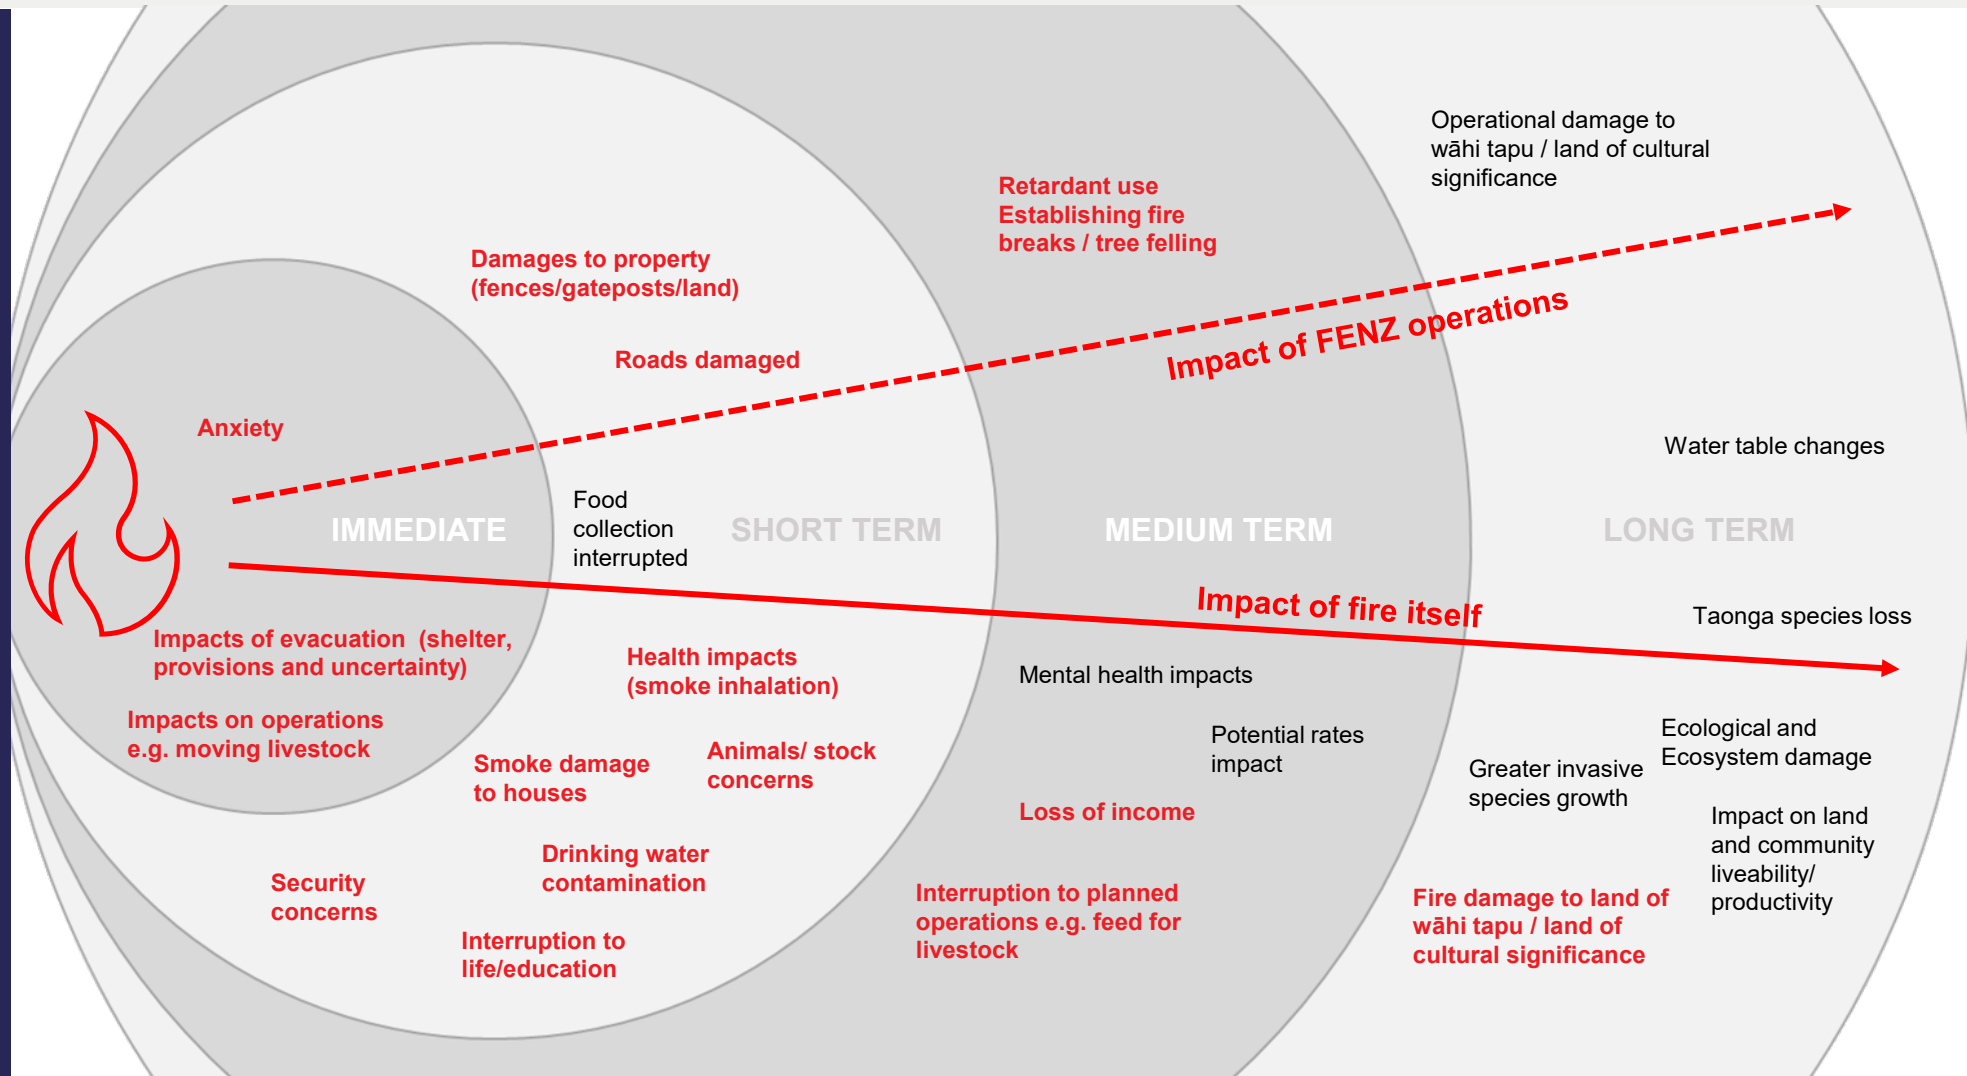 Operational damage to
wāhi tapu / land of cultural
significance
Retardant use
Establishing fire
breaks / tree felling
Damages to property
(fences/gateposts/land)
Roads damaged
Impact of FENZ operations
Anxiety
Water table changes
Food
collection
interrupted
IMMEDIATE
SHORT TERM
MEDIUM TERM
LONG TERM
Impact of fire itself
Taonga species loss
Impacts of evacuation (shelter,
provisions and uncertainty)
Health impacts
(smoke inhalation)
Mental health impacts
Impacts on operations
e.g. moving livestock
Smoke damage
to houses
Animals/ stock
concerns
Potential rates
impact
Greater invasive
species growth
Ecological and
Ecosystem damage
Loss of income
Impact on land
and community
liveability/
productivity
Drinking water
contamination
Security
concerns
Interruption to planned
operations e.g. feed for
livestock
Fire damage to land of
wāhi tapu / land of
cultural significance
Interruption to
life/education